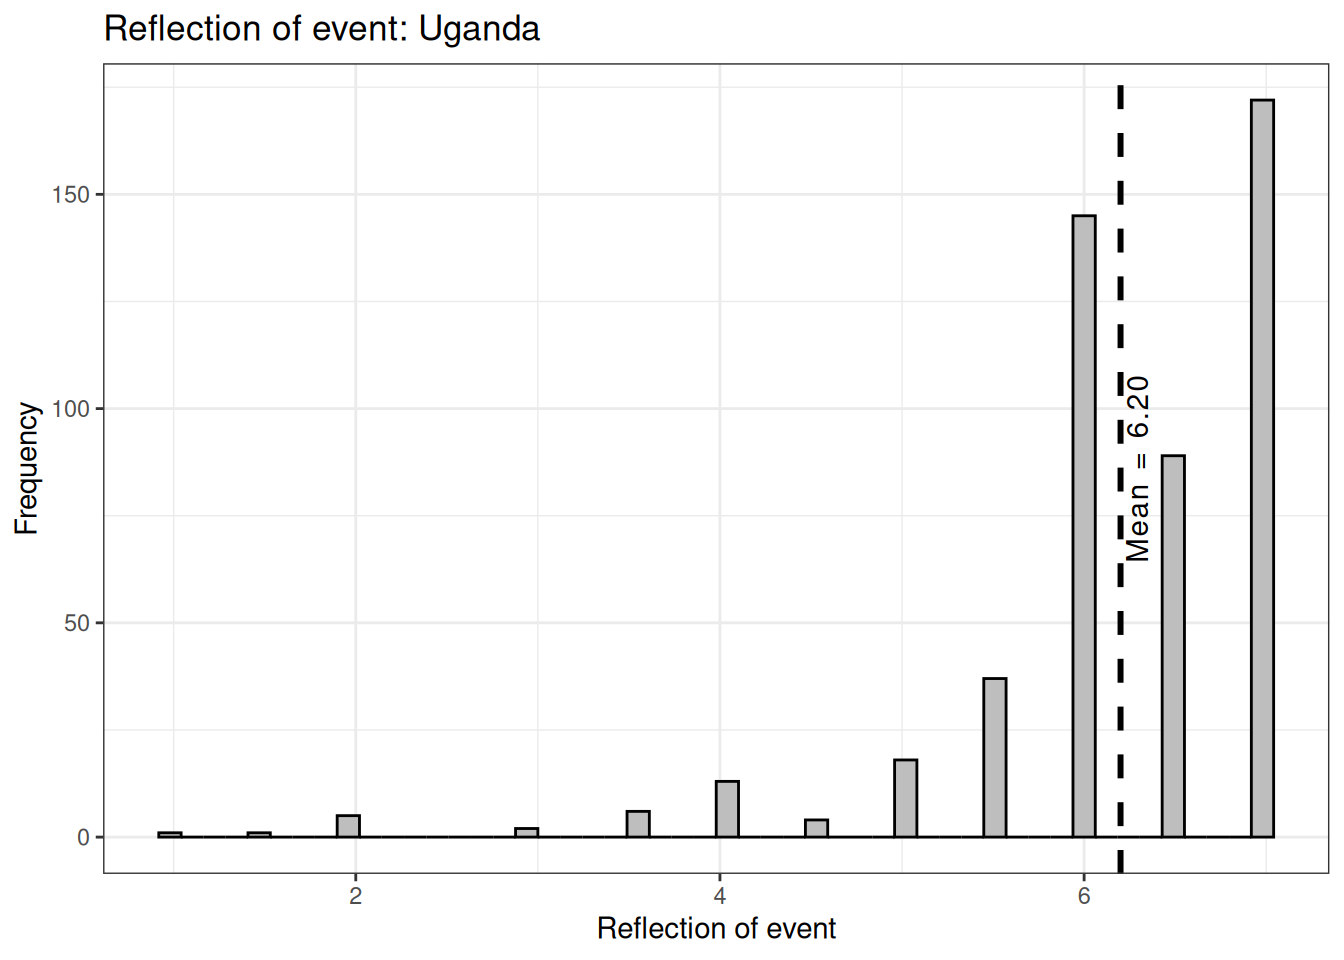 Reflection of event: Uganda
Frequency
150
100
50
0
Mean = 6.20
2
4
6
Reflection of event